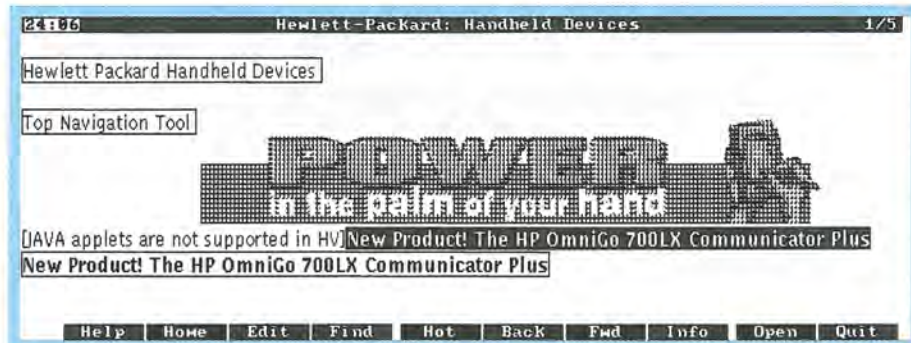 24:06 Hewlett-Packard: Handheld Devices 1/5
Hewlett Packard Handheld Devices
Top Navigation Tool
POWER
in the palm of your hand
[JAVA applets are not supported in HV] New Product! The HP OmniGo 700LX Communicator Plus
New Product! The HP OmniGo 700LX Communicator Plus
Help Home Edit Find Hot Back Fwd Info Open Quit